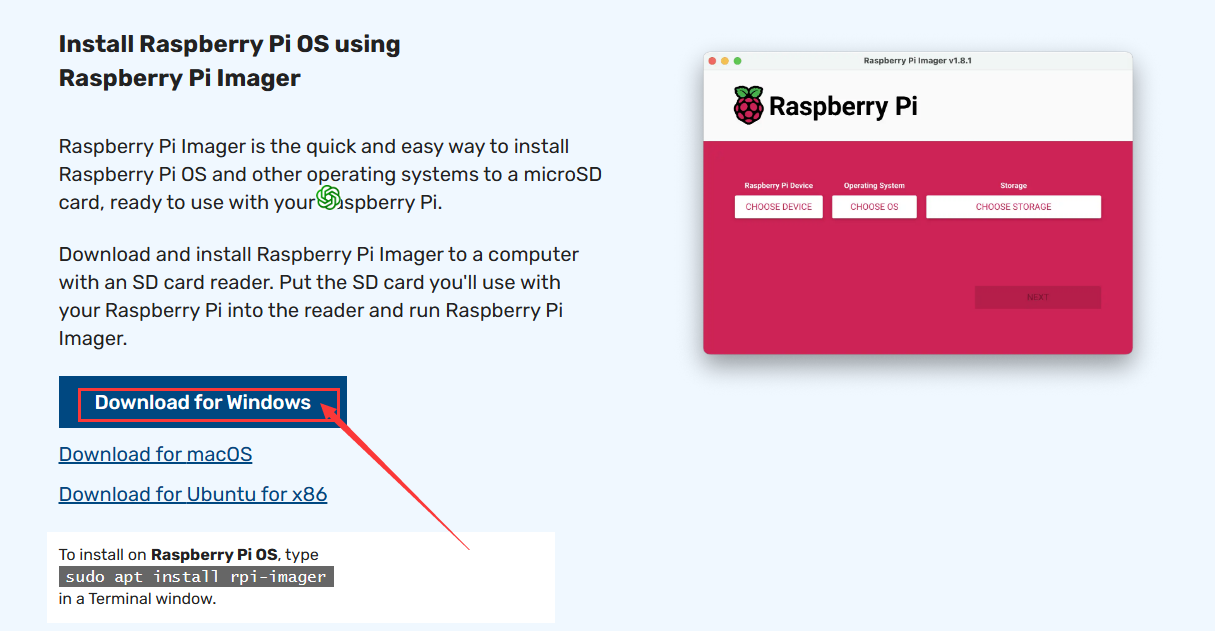 Install Raspberry Pi OS using
Raspberry Pi Imager
Raspberry Pi Imager is the quick and easy way to install
Raspberry Pi OS and other operating systems to a microSD
card, ready to use with your spberry Pi.
Download and install Raspberry Pi Imager to a computer
with an SD card reader. Put the SD card you'll use with
your Raspberry Pi into the reader and run Raspberry Pi
Imager.
Download for Windows
Download for macOS
Download for Ubuntu for x86
To install on Raspberry Pi OS, type
sudo apt install rpi-imager
in a Terminal window.
Raspberry Pi Imager v1.8.1
Raspberry Pi
Raspberry Pi Device Operating System Storage
CHOOSE DEVICE CHOOSE OS CHOOSE STORAGE
NEXT